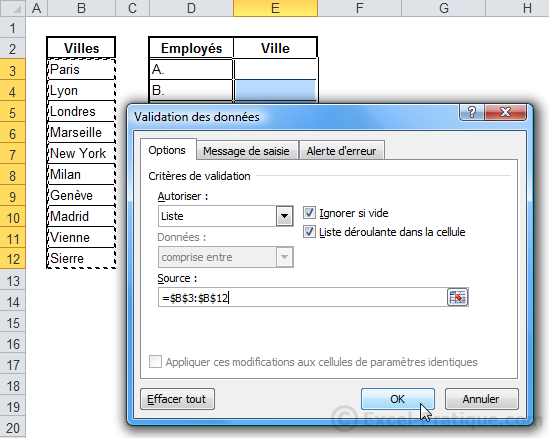 A B C D E F G H
1
2 Villes Employés Ville
3 Paris A.
4 Lyon B.
5 Londres
6 Marseille
7 New York
8 Milan
9 Genève
10 Madrid
11 Vienne
12 Sierre
13
14
15
16
17
18
19
20
Validation des données
Options Message de saisie Alerte d'erreur
Critères de validation
Autoriser :
Liste
Ignorer si vide
Liste déroulante dans la cellule
Données :
comprise entre
Source :
=$B$3:$B$12
Appliquer ces modifications aux cellules de paramètres identiques
Effacer tout OK Annuler
Excel-Pratique.com